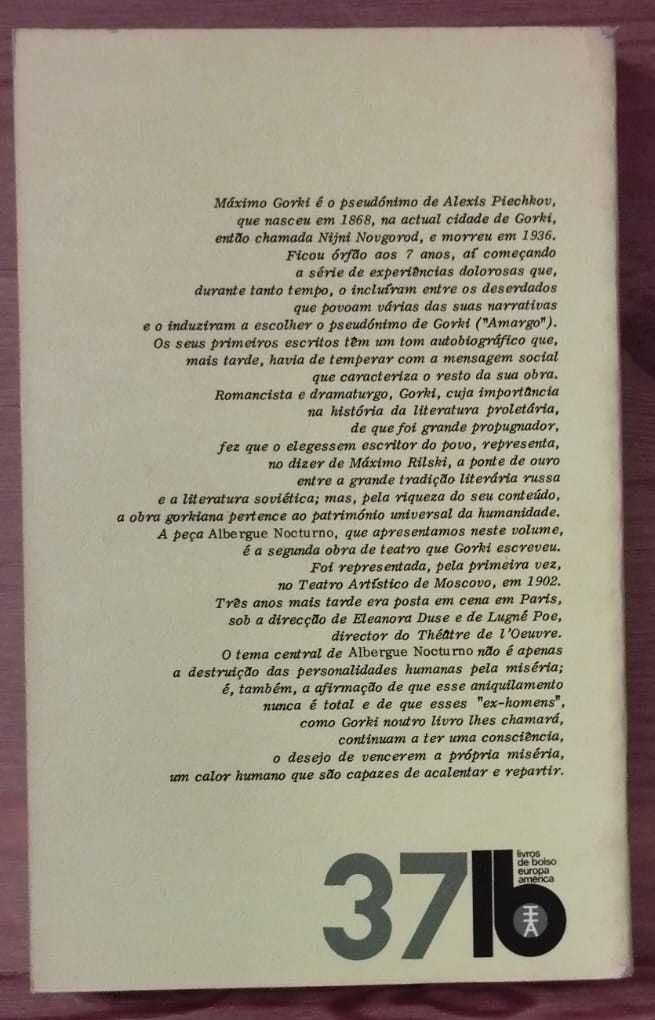 Máximo Gorki é o pseudónimo de Alexis Piechkov,
que nasceu em 1868, na actual cidade de Gorki,
então chamada Nijni Novgorod, e morreu em 1936.
Ficou órfão aos 7 anos, aí começando
a série de experiências dolorosas que,
durante tanto tempo, o incluíram entre os deserdados
que povoam várias das suas narrativas
e o induziram a escolher o pseudónimo de Gorki ("Amargo").
Os seus primeiros escritos têm um tom autobiográfico que,
mais tarde, havia de temperar com a mensagem social
que caracteriza o resto da sua obra.
Romancista e dramaturgo, Gorki, cuja importância
na história da literatura proletária,
de que foi grande propugnador,
fez que o elegessem escritor do povo, representa,
no dizer de Máximo Rilski, a ponte de ouro
entre a grande tradição literária russa
e a literatura soviética; mas, pela riqueza do seu conteúdo,
a obra gorkiana pertence ao património universal da humanidade.
A peça Albergue Nocturno, que apresentamos neste volume,
é a segunda obra de teatro que Gorki escreveu.
Foi representada, pela primeira vez,
no Teatro Artístico de Moscovo, em 1902.
Três anos mais tarde era posta em cena em Paris,
sob a direcção de Eleanora Duse e de Lugné Poe,
director do Théâtre de l'Oeuvre.
O tema central de Albergue Nocturno não é apenas
a destruição das personalidades humanas pela miséria;
é, também, a afirmação de que esse aniquilamento
nunca é total e de que esses "ex-homens",
como Gorki noutro livro lhes chamará,
continuam a ter uma consciência,
o desejo de vencerem a própria miséria,
um calor humano que são capazes de acalentar e repartir.
37 lb
livros
de bolso
europa
américa